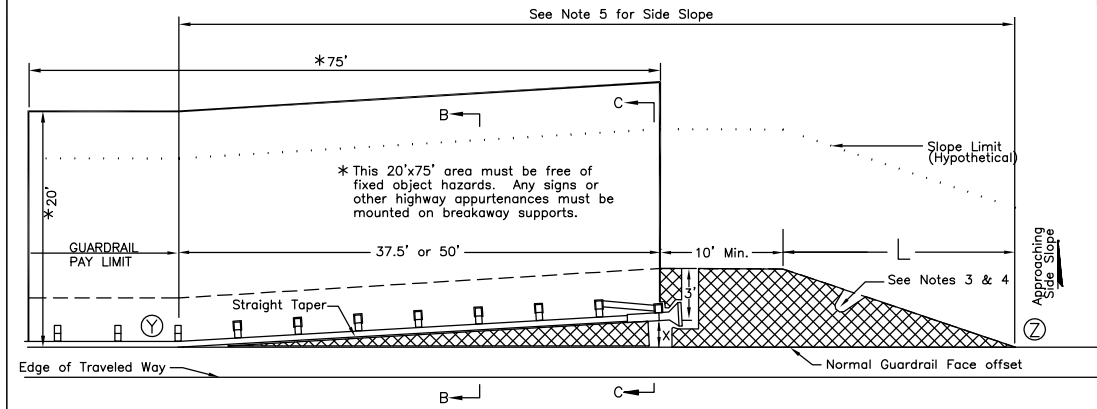 See Note 5 for Side Slope
*75'
B
C
Slope Limit
(Hypothetical)
* This 20'x75' area must be free of
fixed object hazards. Any signs or
other highway appurtenances must be
mounted on breakaway supports.
*20'
GUARDRAIL
PAY LIMIT
37.5' or 50'
10' Min.
L
Approaching
Side Slope
See Notes 3 & 4
3'
Straight Taper
Y
X
Z
Edge of Traveled Way
Normal Guardrail Face offset
B
C